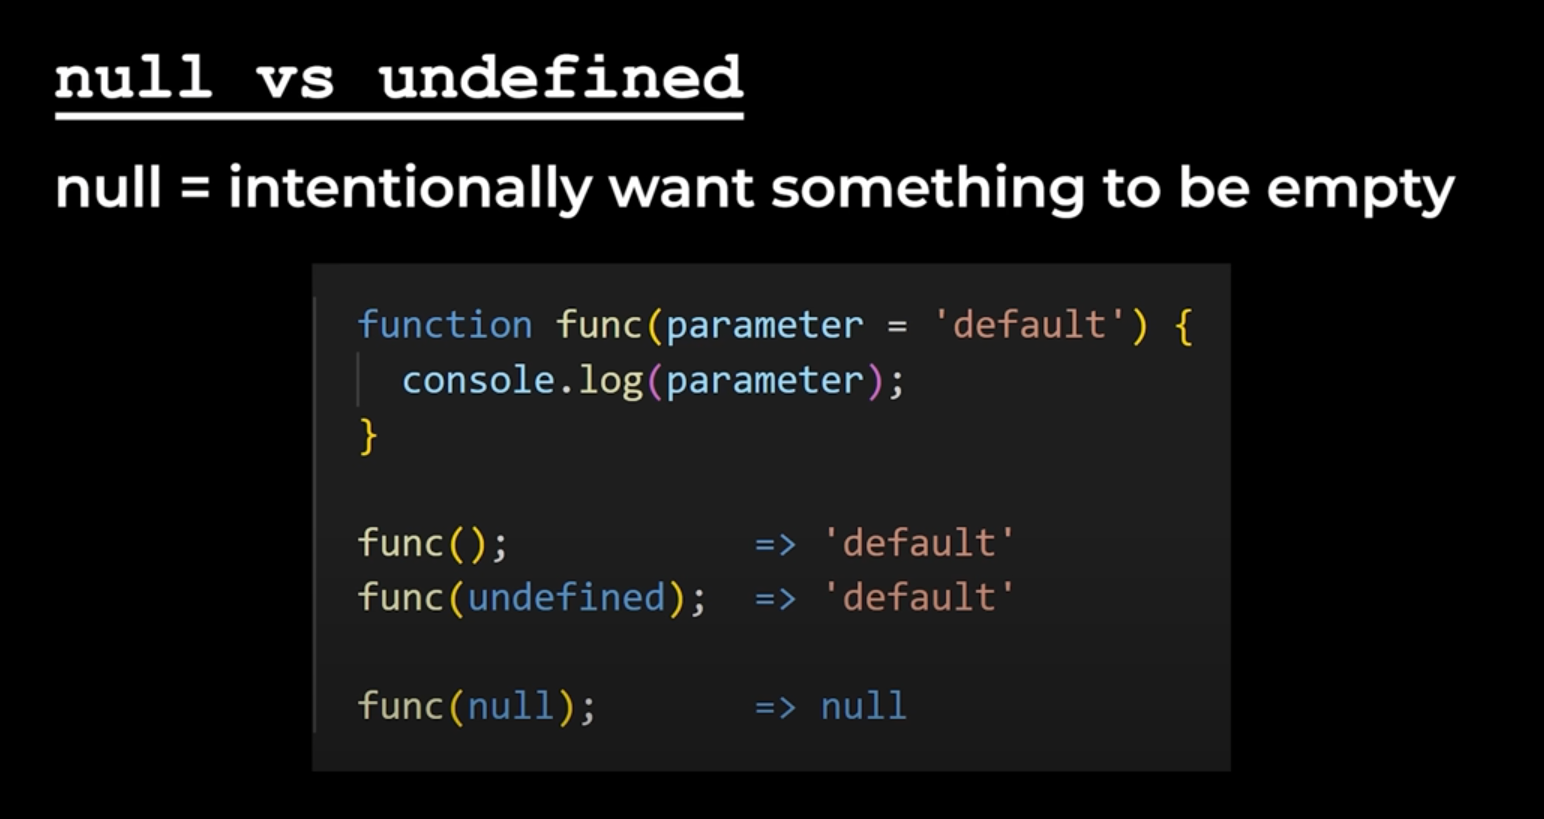 null vs undefined
null = intentionally want something to be empty
function func(parameter = 'default') {
  console.log(parameter);
}
func(); => 'default'
func(undefined); => 'default'
func(null); => null